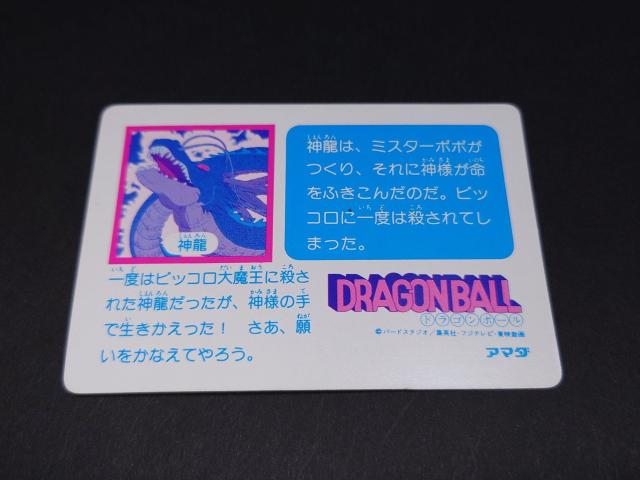 神龍
神龍は、ミスターポポが
つくり、それに神様が命
をふきこんだのだ。ピッ
コロに一度は殺されてし
まった。
一度はピッコロ大魔王に殺さ
れた神龍だったが、神様の手
で生きかえった！ さあ、願
いをかなえてやろう。
DRAGONBALL
ドラゴンボール
©バードスタジオ／集英社・フジテレビ・東映動画
アマダ